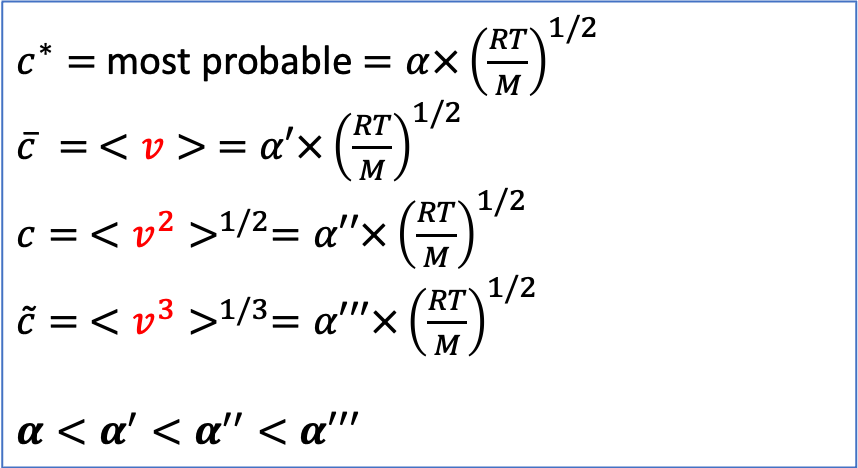 c* = most probable = α× (RT/M)^1/2
c̄ = < v > = α′× (RT/M)^1/2
c = < v² >^1/2 = α′′× (RT/M)^1/2
c̃ = < v³ >^1/3 = α′′′× (RT/M)^1/2
α < α′ < α′′ < α′′′